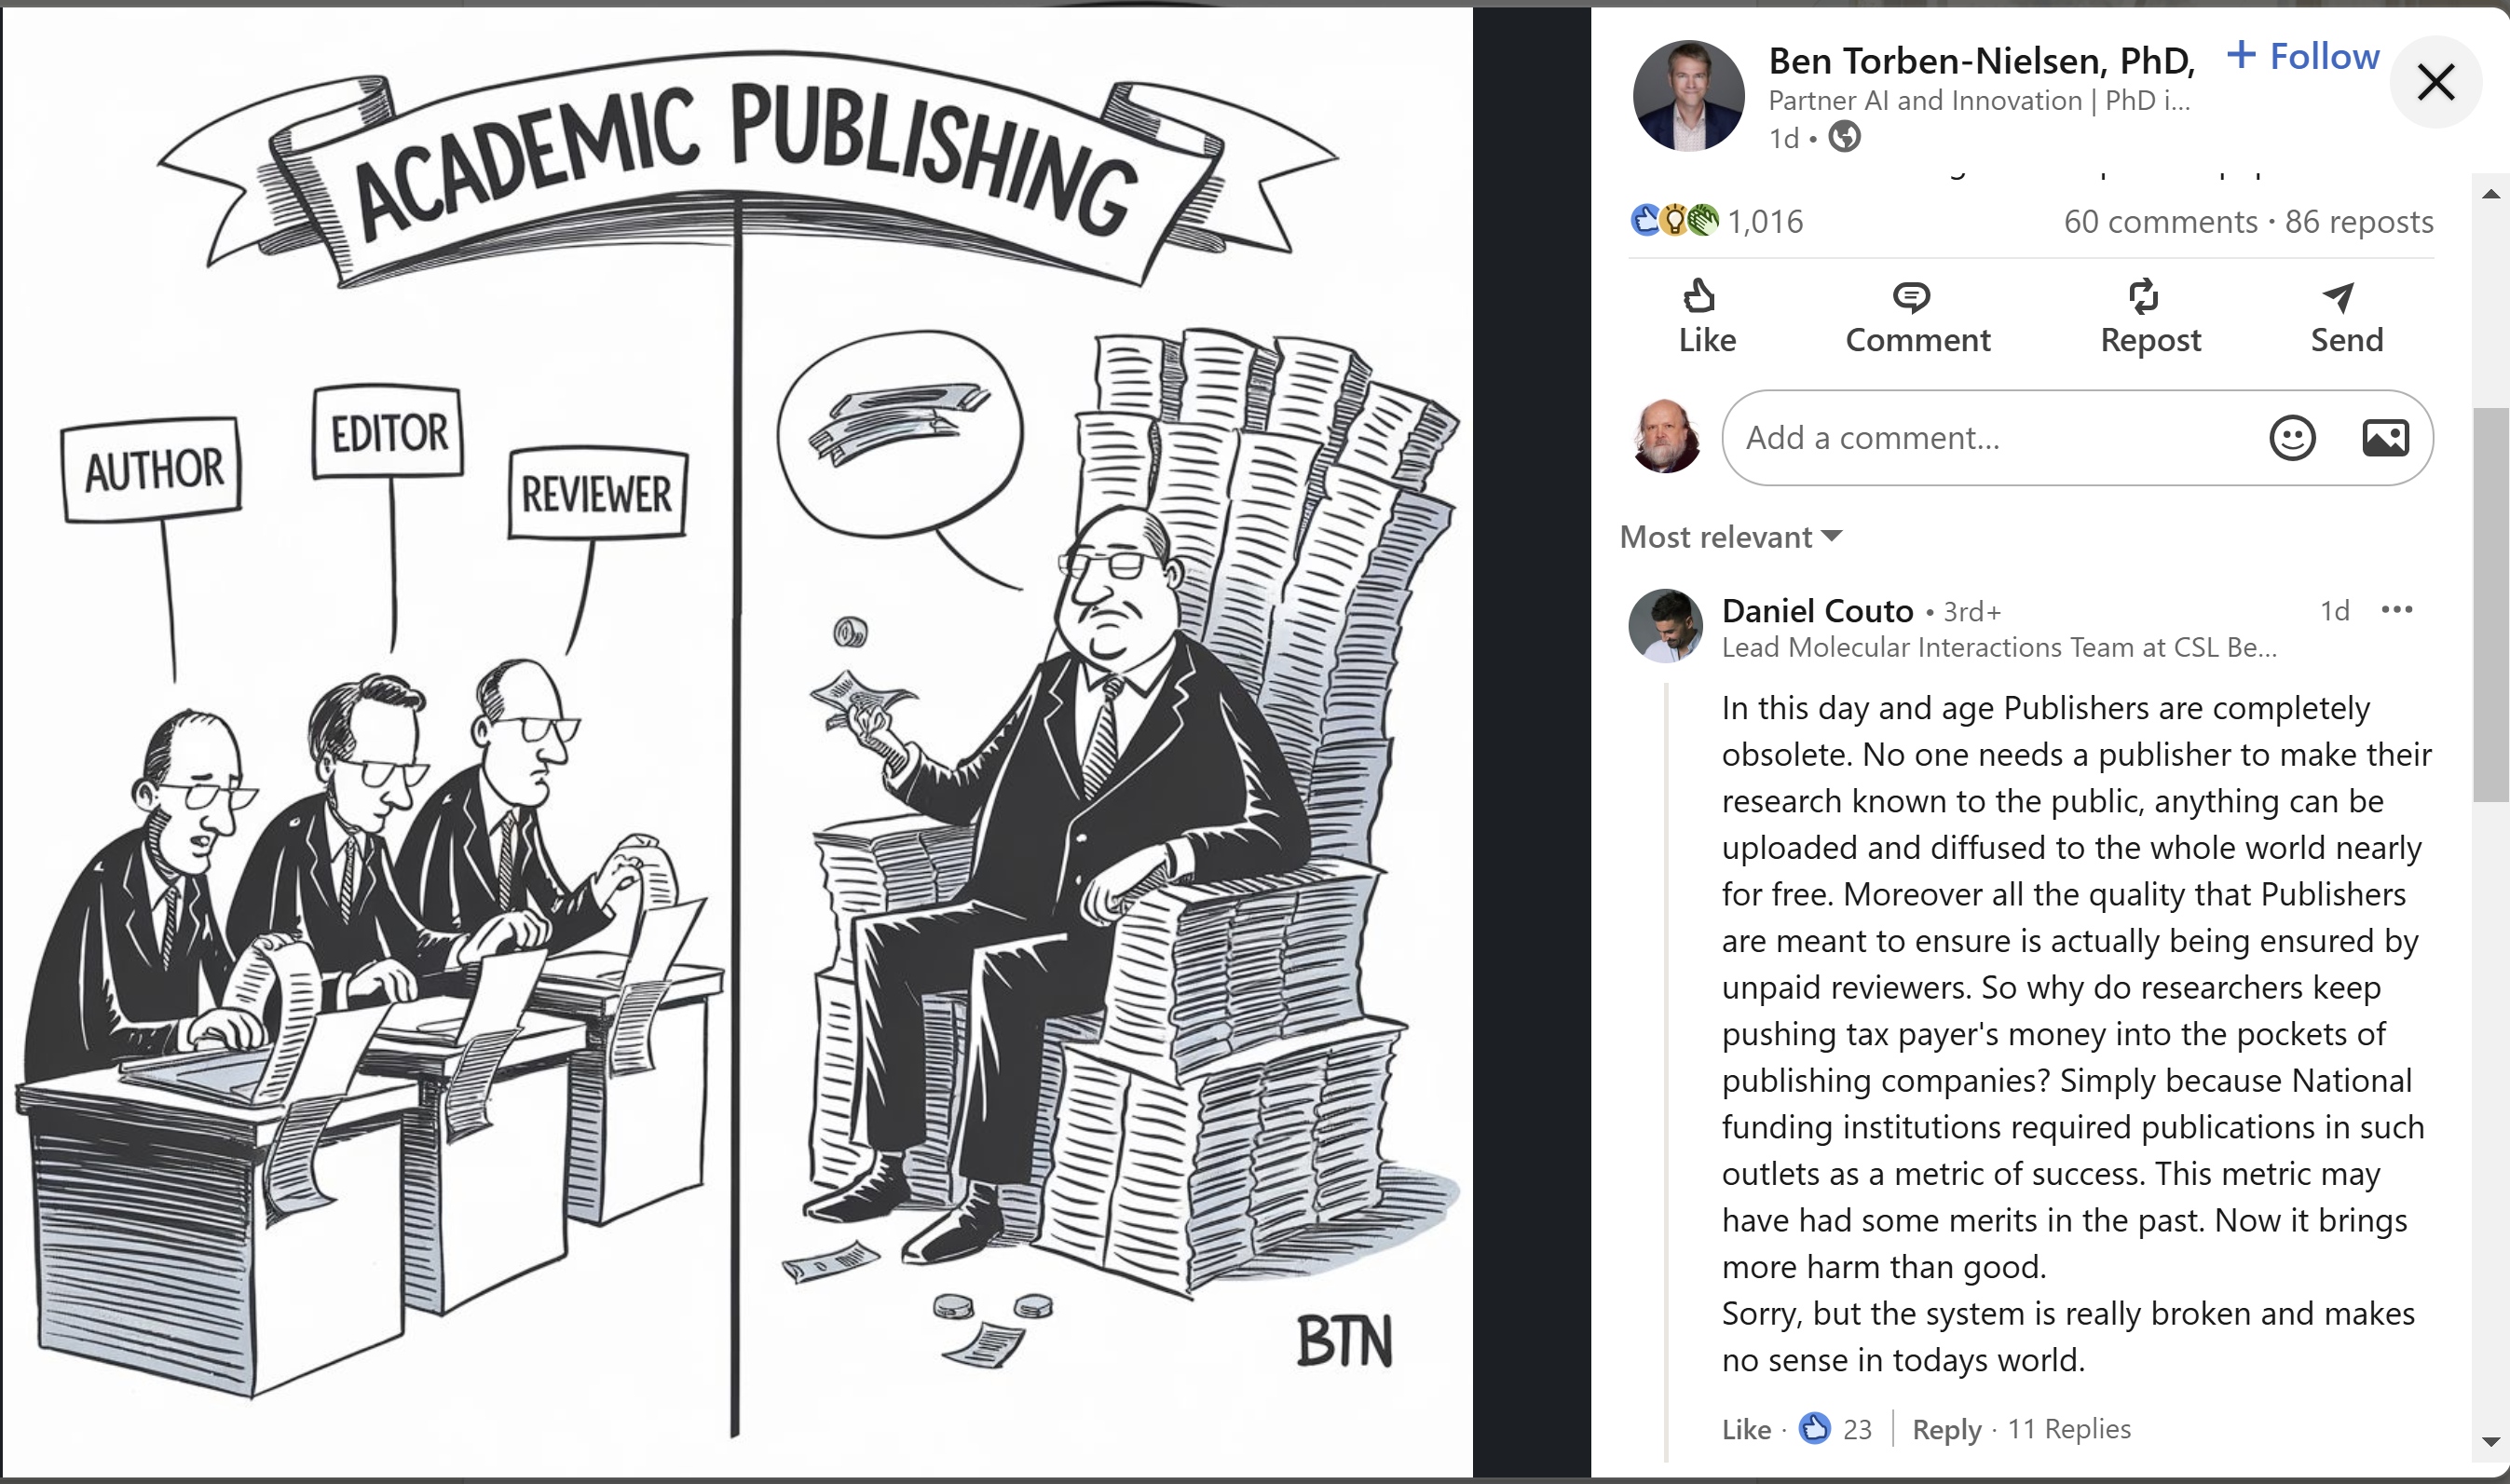 ACADEMIC PUBLISHING
AUTHOR
EDITOR
REVIEWER
BTN
Ben Torben-Nielsen, PhD,
+ Follow
Partner AI and Innovation | PhD i...
1d •
1,016
60 comments · 86 reposts
Like
Comment
Repost
Send
Add a comment...
Most relevant
Daniel Couto • 3rd+
1d
Lead Molecular Interactions Team at CSL Be...
In this day and age Publishers are completely
obsolete. No one needs a publisher to make their
research known to the public, anything can be
uploaded and diffused to the whole world nearly
for free. Moreover all the quality that Publishers
are meant to ensure is actually being ensured by
unpaid reviewers. So why do researchers keep
pushing tax payer's money into the pockets of
publishing companies? Simply because National
funding institutions required publications in such
outlets as a metric of success. This metric may
have had some merits in the past. Now it brings
more harm than good.
Sorry, but the system is really broken and makes
no sense in todays world.
Like · 23 | Reply · 11 Replies